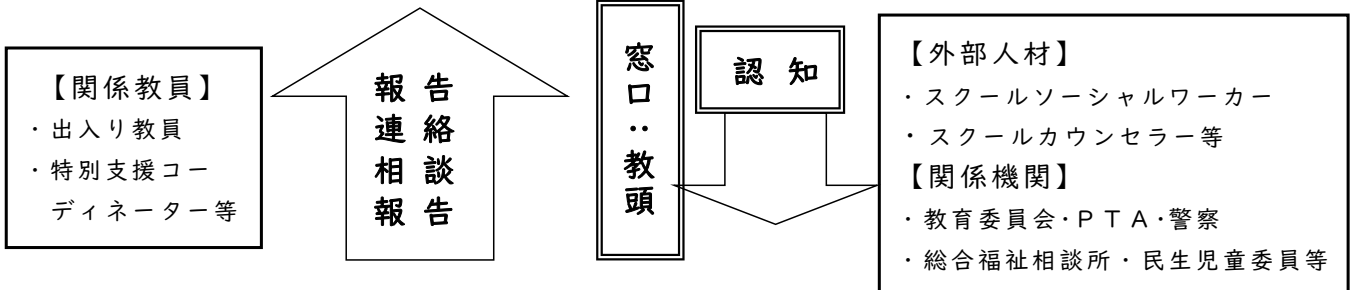 【関係教員】
・出入り教員
・特別支援コー
ディネーター等
報告
連絡
相談
報告
窓口：教頭
認知
【外部人材】
・スクールソーシャルワーカー
・スクールカウンセラー等
【関係機関】
・教育委員会・ＰＴＡ・警察
・総合福祉相談所・民生児童委員等